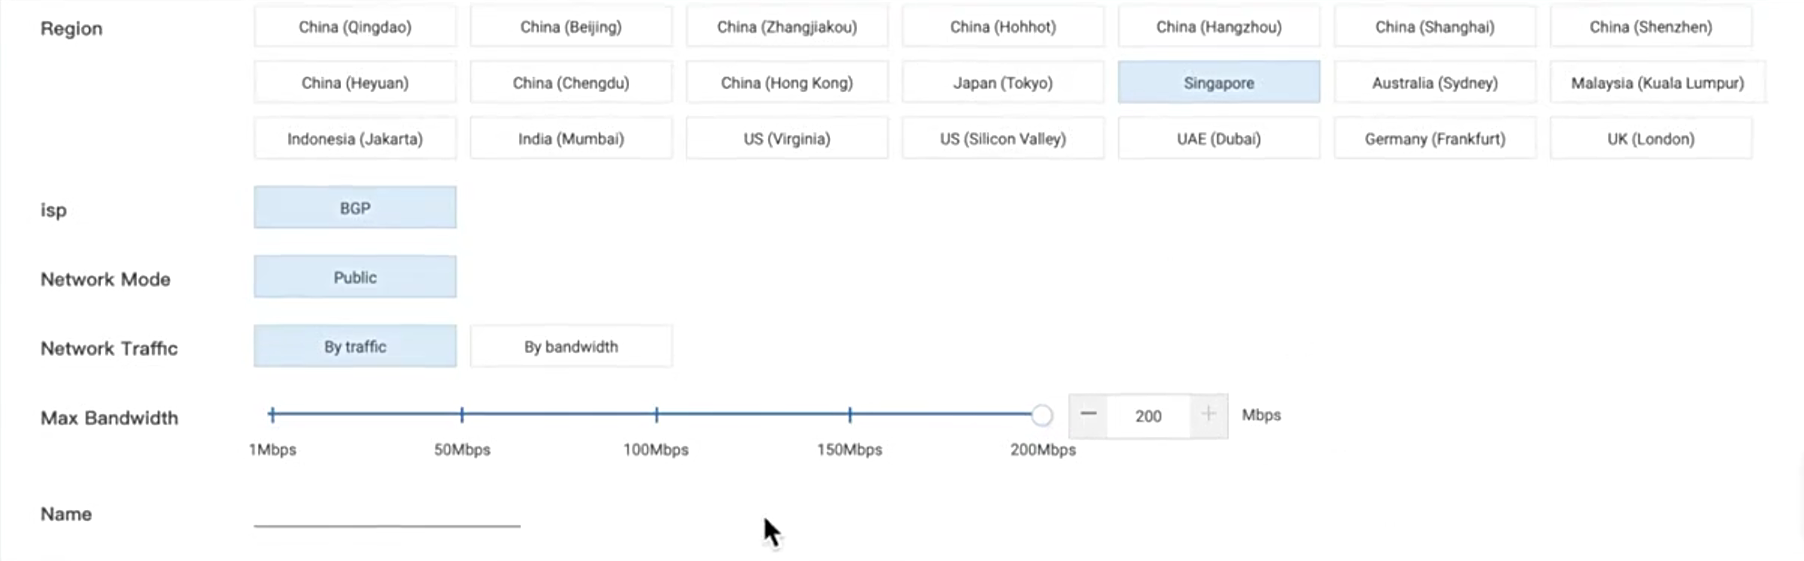 Region China (Qingdao) China (Beijing) China (Zhangjiakou) China (Hohhot) China (Hangzhou) China (Shanghai) China (Shenzhen)
China (Heyuan) China (Chengdu) China (Hong Kong) Japan (Tokyo) Singapore Australia (Sydney) Malaysia (Kuala Lumpur)
Indonesia (Jakarta) India (Mumbai) US (Virginia) US (Silicon Valley) UAE (Dubai) Germany (Frankfurt) UK (London)
isp BGP
Network Mode Public
Network Traffic By traffic By bandwidth
Max Bandwidth 200 Mbps
1Mbps 50Mbps 100Mbps 150Mbps 200Mbps
Name